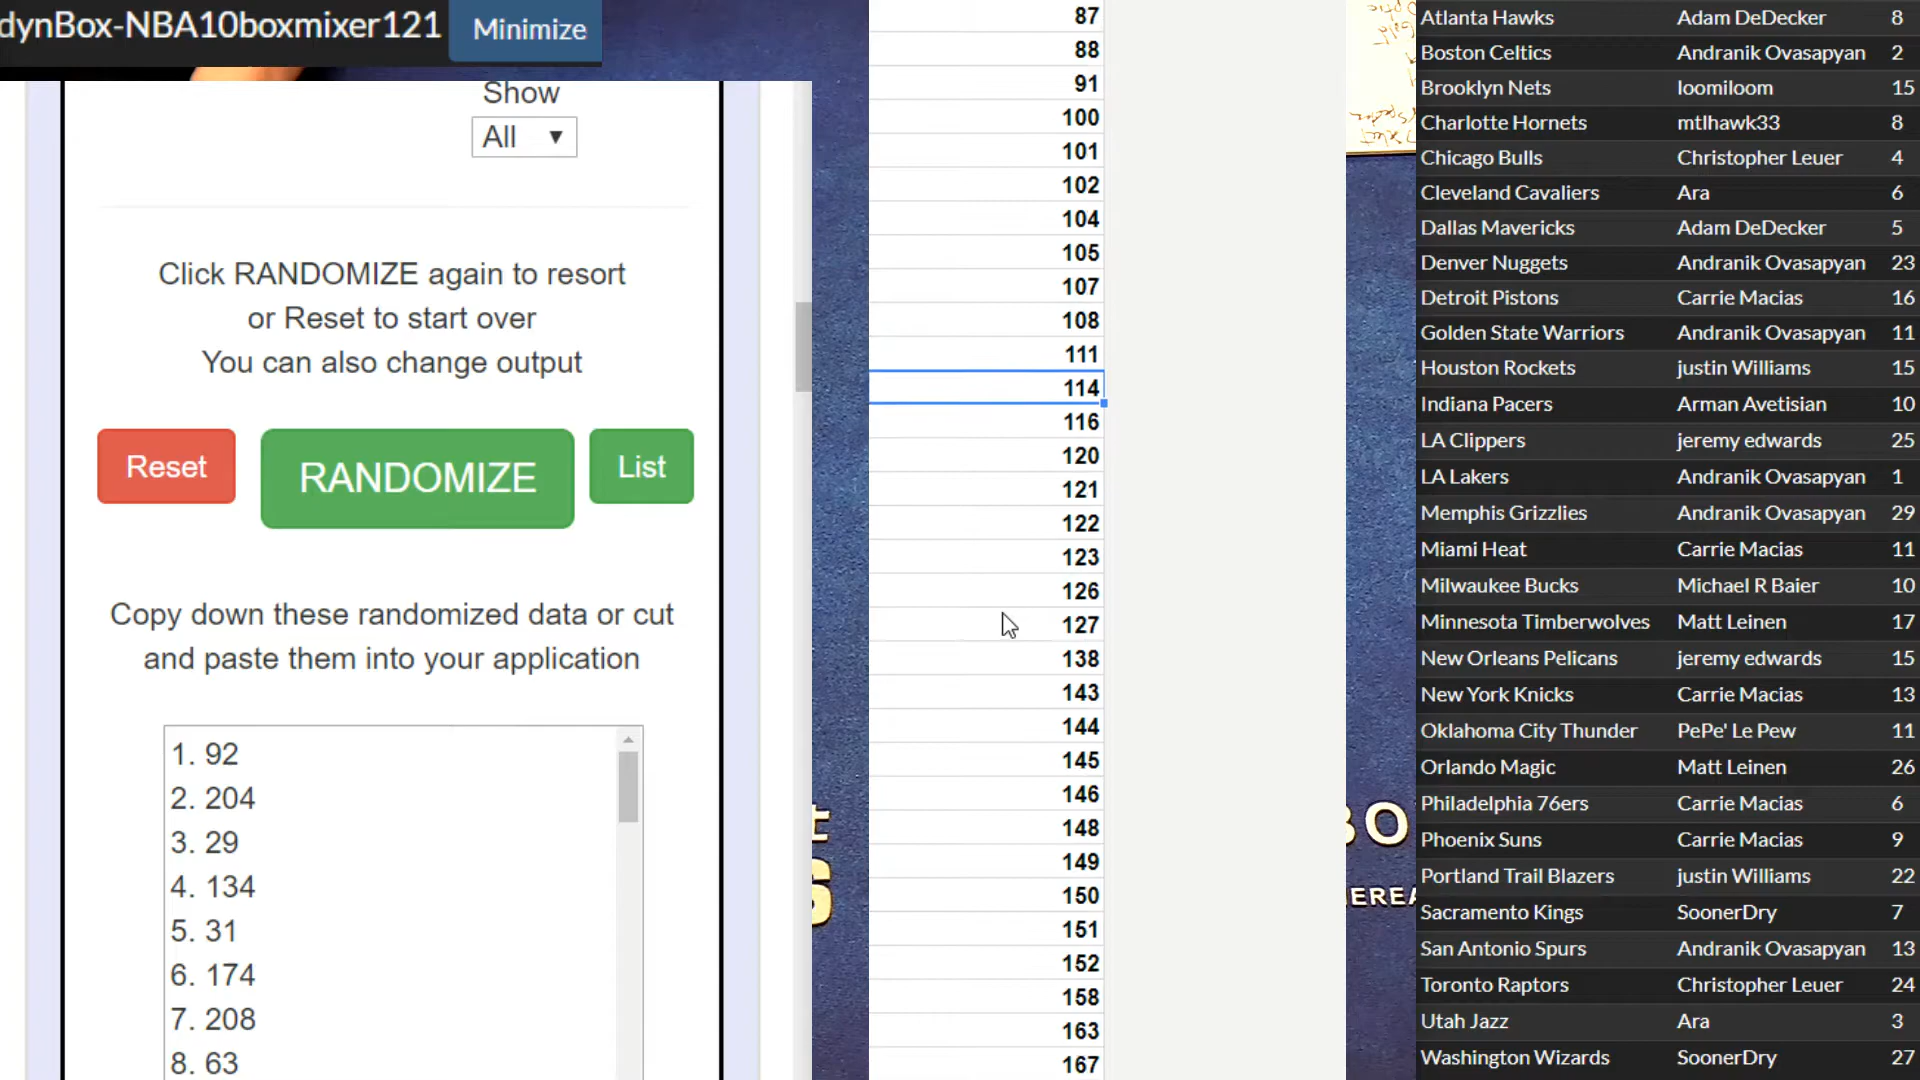 dynBox-NBA10boxmixer121
Minimize
Show
All
Click RANDOMIZE again to resort
or Reset to start over
You can also change output
Reset
RANDOMIZE
List
Copy down these randomized data or cut
and paste them into your application
1. 92
2. 204
3. 29
4. 134
5. 31
6. 174
7. 208
8. 63
87
88
91
100
101
102
104
105
107
108
111
114
116
120
121
122
123
126
127
138
143
144
145
146
148
149
150
151
152
158
163
167
Atlanta Hawks Adam DeDecker 8
Boston Celtics Andranik Ovasapyan 2
Brooklyn Nets loomiloom 15
Charlotte Hornets mtlhawk33 8
Chicago Bulls Christopher Leuer 4
Cleveland Cavaliers Ara 6
Dallas Mavericks Adam DeDecker 5
Denver Nuggets Andranik Ovasapyan 23
Detroit Pistons Carrie Macias 16
Golden State Warriors Andranik Ovasapyan 11
Houston Rockets justin Williams 15
Indiana Pacers Arman Avetisian 10
LA Clippers jeremy edwards 25
LA Lakers Andranik Ovasapyan 1
Memphis Grizzlies Andranik Ovasapyan 29
Miami Heat Carrie Macias 11
Milwaukee Bucks Michael R Baier 10
Minnesota Timberwolves Matt Leinen 17
New Orleans Pelicans jeremy edwards 15
New York Knicks Carrie Macias 13
Oklahoma City Thunder PePe' Le Pew 11
Orlando Magic Matt Leinen 26
Philadelphia 76ers Carrie Macias 6
Phoenix Suns Carrie Macias 9
Portland Trail Blazers justin Williams 22
Sacramento Kings SoonerDry 7
San Antonio Spurs Andranik Ovasapyan 13
Toronto Raptors Christopher Leuer 24
Utah Jazz Ara 3
Washington Wizards SoonerDry 27